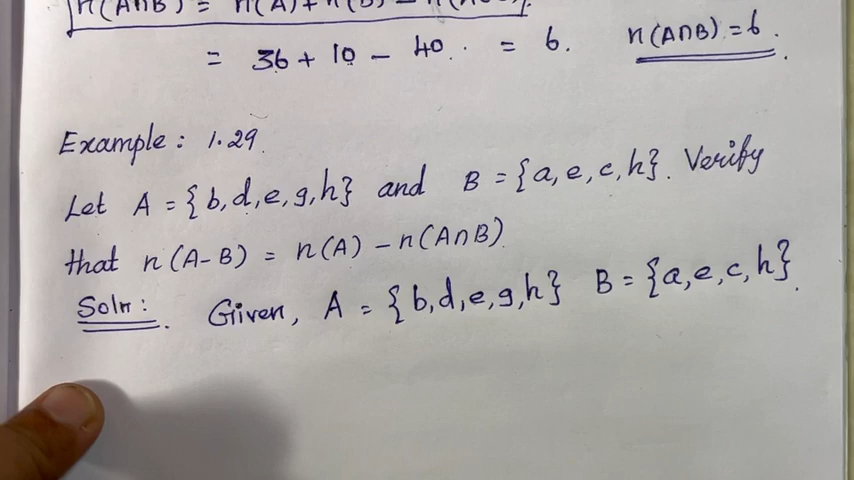 n(A∩B) = n(A)+n(B) –
= 36 + 10 – 40. = 6. n(A∩B) = 6.
Example: 1.29.
Let A = {b,d,e,g,h} and B = {a,e,c,h}. Verify
that n(A-B) = n(A) – n(A∩B)
Soln: Given, A = {b,d,e,g,h} B = {a,e,c,h}.